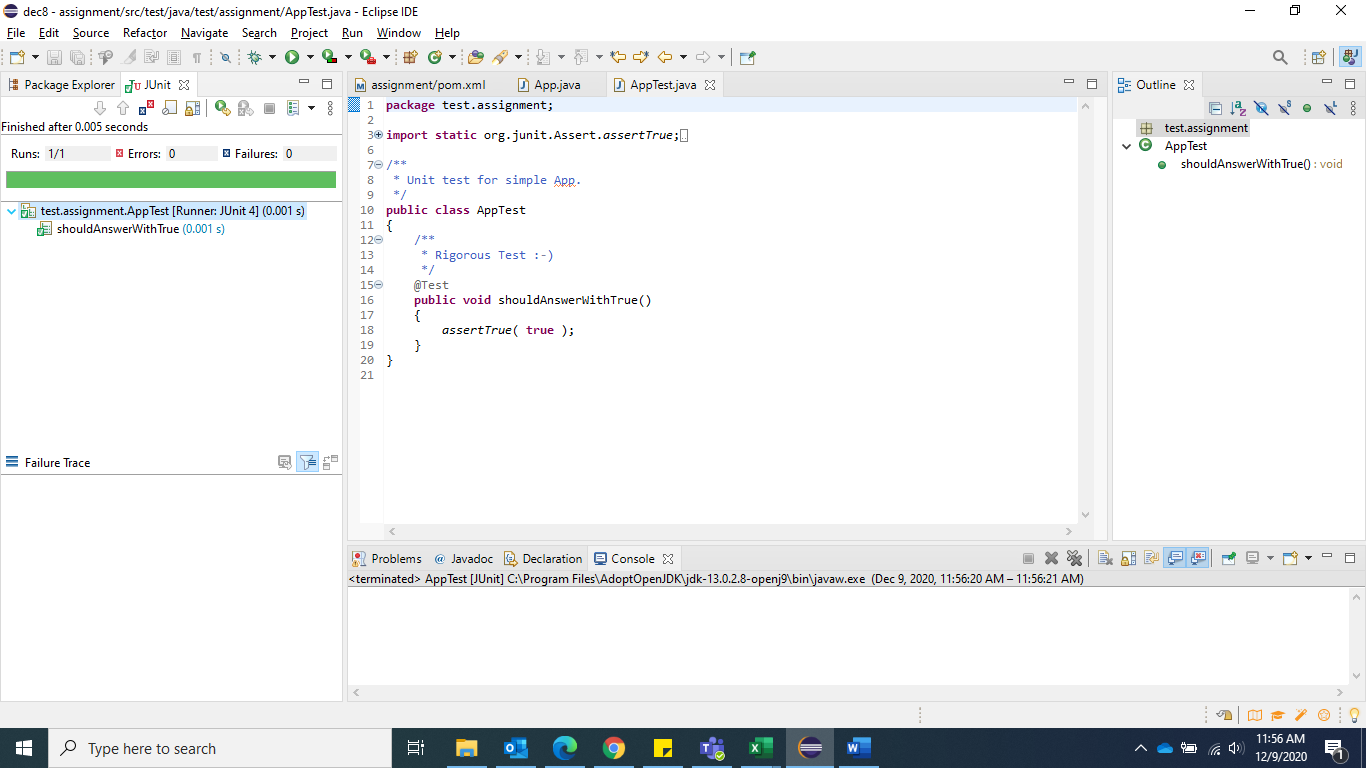 dec8 - assignment/src/test/java/test/assignment/AppTest.java - Eclipse IDE
File Edit Source Refactor Navigate Search Project Run Window Help
Package Explorer JUnit
Finished after 0.005 seconds
Runs: 1/1 Errors: 0 Failures: 0
test.assignment.AppTest [Runner: JUnit 4] (0.001 s)
shouldAnswerWithTrue (0.001 s)
Failure Trace
assignment/pom.xml App.java AppTest.java
1 package test.assignment;
2
3 import static org.junit.Assert.assertTrue;
6
7 /**
8 * Unit test for simple App.
9 */
10 public class AppTest
11 {
12 /**
13 * Rigorous Test :-)
14 */
15 @Test
16 public void shouldAnswerWithTrue()
17 {
18 assertTrue( true );
19 }
20 }
21
Outline
test.assignment
AppTest
shouldAnswerWithTrue() : void
Problems @ Javadoc Declaration Console
<terminated> AppTest [JUnit] C:\Program Files\AdoptOpenJDK\jdk-13.0.2.8-openj9\bin\javaw.exe (Dec 9, 2020, 11:56:20 AM – 11:56:21 AM)
Type here to search
11:56 AM
12/9/2020
1